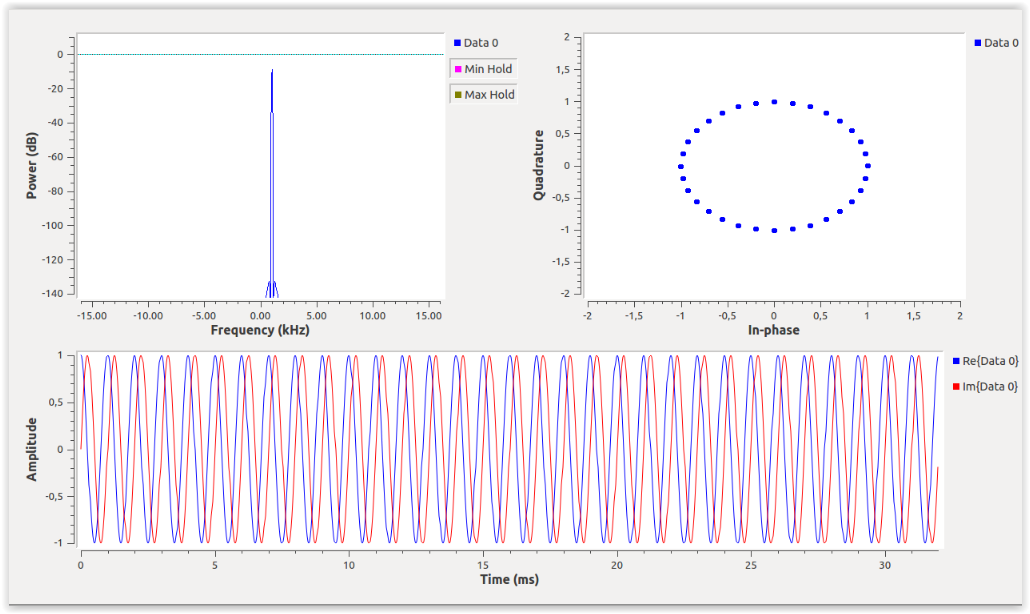 Data 0
Min Hold
Max Hold
0
-20
-40
-60
-80
-100
-120
-140
Power (dB)
-15.00 -10.00 -5.00 0.00 5.00 10.00 15.00
Frequency (kHz)
Data 0
2
1,5
1
0,5
0
-0,5
-1
-1,5
-2
Quadrature
-2 -1,5 -1 -0,5 0 0,5 1 1,5 2
In-phase
Re{Data 0}
Im{Data 0}
1
0,5
0
-0,5
-1
Amplitude
0 5 10 15 20 25 30
Time (ms)